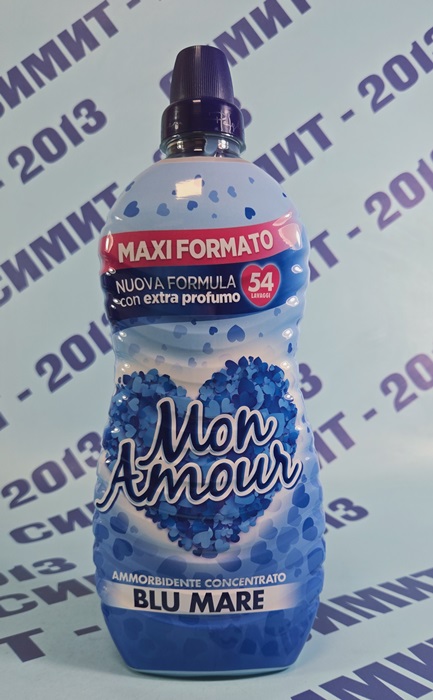 MAXI FORMATO
NUOVA FORMULA
con extra profumo
54
LAVAGGI
Mon
Amour
AMMORBIDENTE CONCENTRATO
BLU MARE
СИМИТ - 2013